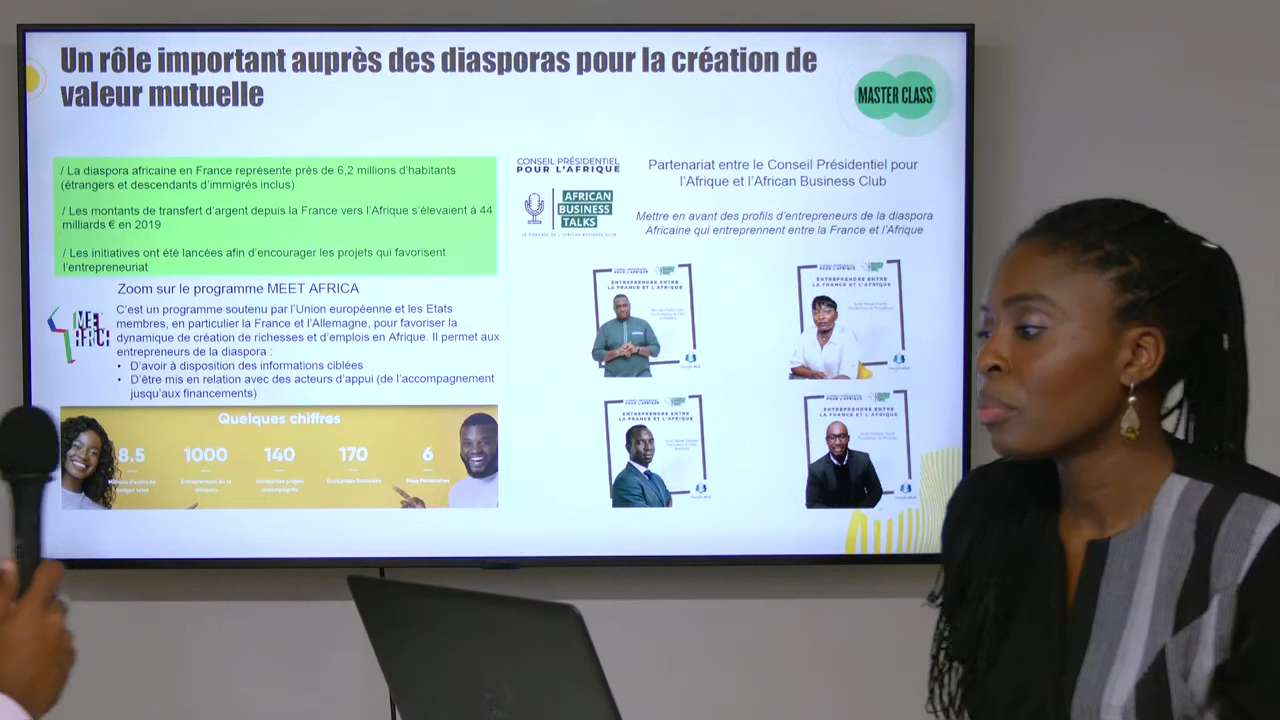 Un rôle important auprès des diasporas pour la création de
valeur mutuelle
MASTER CLASS
/ La diaspora africaine en France représente près de 6,2 millions d'habitants
(étrangers et descendants d'immigrés inclus)
/ Les montants de transfert d'argent depuis la France vers l'Afrique s'élevaient à 44
milliards € en 2019
/ Les initiatives ont été lancées afin d'encourager les projets qui favorisent
l'entrepreneuriat
Zoom sur le programme MEET AFRICA
MEET
AFRIC
C'est un programme soutenu par l'Union européenne et les Etats
membres, en particulier la France et l'Allemagne, pour favoriser la
dynamique de création de richesses et d'emplois en Afrique. Il permet aux
entrepreneurs de la diaspora :
• D'avoir à disposition des informations ciblées
• D'être mis en relation avec des acteurs d'appui (de l'accompagnement
jusqu'aux financements)
Quelques chiffres
8.5 1000 140 170 6
CONSEIL PRÉSIDENTIEL
POUR L'AFRIQUE
AFRICAN
BUSINESS
TALKS
LE PODCAST DE L'AFRICAN BUSINESS CLUB
Partenariat entre le Conseil Présidentiel pour
l'Afrique et l'African Business Club
Mettre en avant des profils d'entrepreneurs de la diaspora
Africaine qui entreprennent entre la France et l'Afrique
ENTREPRENDRE ENTRE
LA FRANCE ET L'AFRIQUE
ENTREPRENDRE ENTRE
LA FRANCE ET L'AFRIQUE
ENTREPRENDRE ENTRE
LA FRANCE ET L'AFRIQUE
ENTREPRENDRE ENTRE
LA FRANCE ET L'AFRIQUE